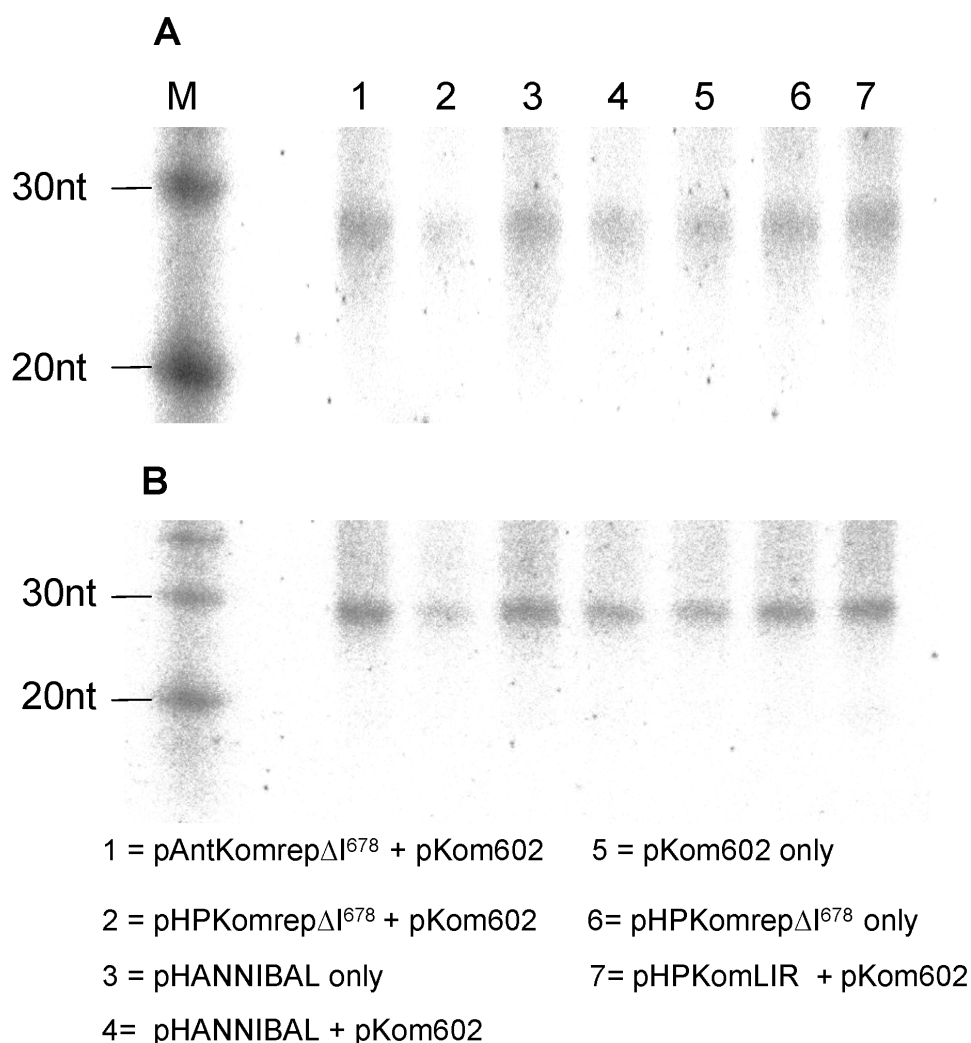 A
M 1 2 3 4 5 6 7
30nt
20nt
B
30nt
20nt
1 = pAntKomrepΔI⁶⁷⁸ + pKom602 5 = pKom602 only
2 = pHPKomrepΔI⁶⁷⁸ + pKom602 6= pHPKomrepΔI⁶⁷⁸ only
3 = pHANNIBAL only 7= pHPKomLIR + pKom602
4= pHANNIBAL + pKom602